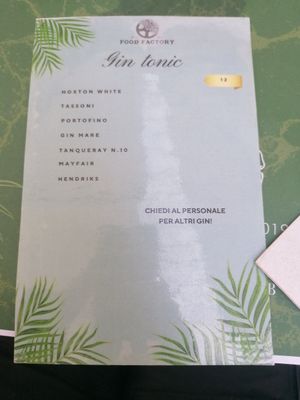 FOOD FACTORY
Gin tonic
12
HOXTON WHITE
TASSONI
PORTOFINO
GIN MARE
TANQUERAY N.10
MAYFAIR
HENDRIKS
CHIEDI AL PERSONALE
PER ALTRI GIN!